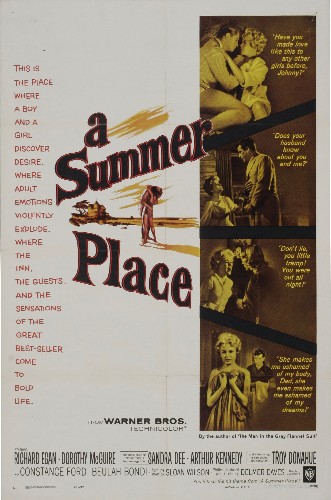 THIS IS
THE PLACE
WHERE
A BOY
AND A
GIRL
DISCOVER
DESIRE.
WHERE
ADULT
EMOTIONS
VIOLENTLY
EXPLODE.
WHERE
THE
INN,
THE GUESTS
AND THE
SENSATIONS
OF THE
GREAT
BEST-SELLER
COME
TO
BOLD
LIFE.
a
Summer
Place
"Have you
made love
like this to
any other
girls before,
Johnny?"
"Does your
husband
know
about you
and me?"
"Don't lie,
you little
tramp! You
were out
all night!"
"She makes
me ashamed
of my body,
Dad, she
even makes
me ashamed
of my
dreams!"
FROM WARNER BROS.
TECHNICOLOR
By the author of 'The Man in the Gray Flannel Suit'
RICHARD EGAN · DOROTHY McGUIRE SANDRA DEE · ARTHUR KENNEDY TROY DONAHUE
CONSTANCE FORD BEULAH BONDI SLOAN WILSON DELMER DAVES
WB